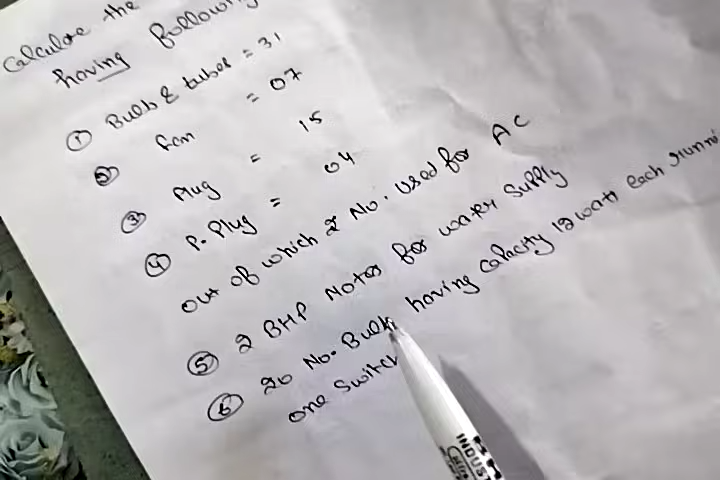 Calculate the
having following
① Bulb & tubes = 31
② Fan = 07
③ Plug = 15
④ P. Plug = 04
out of which 2 No. Used for AC
⑤ 2 BHP Motor for water supply
⑥ 20 No. Bulb having capacity 12 watt each runni
one switch
INDUS